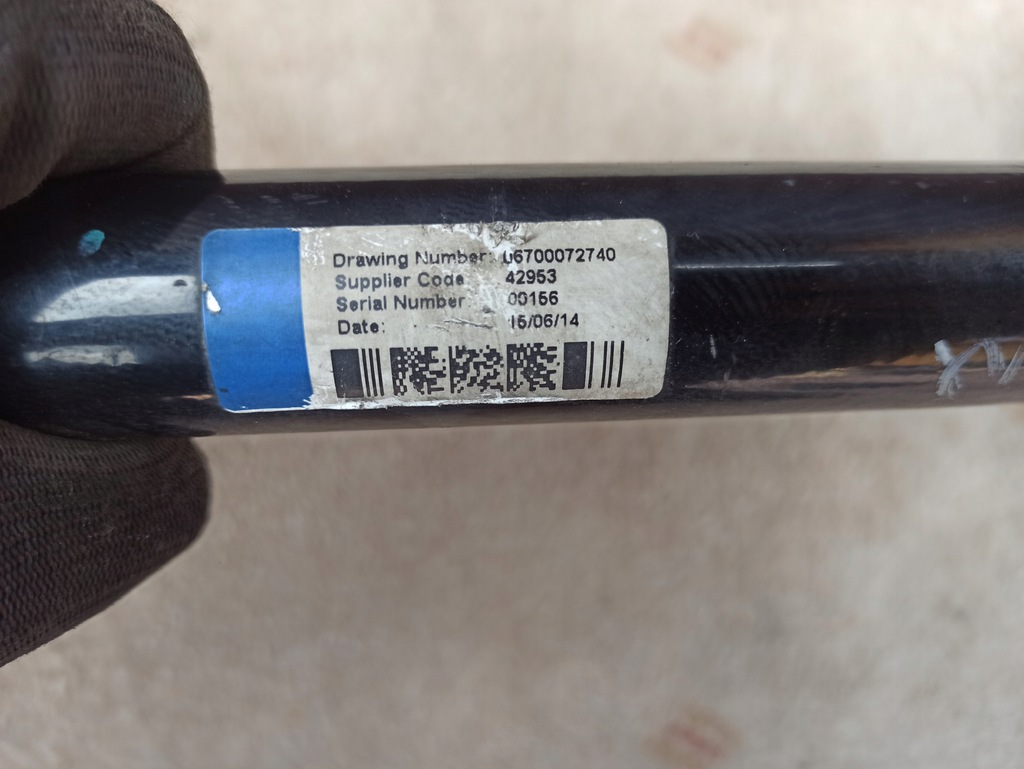 Drawing Number: 06700072740
Supplier Code 42953
Serial Number 00156
Date: 15/06/14